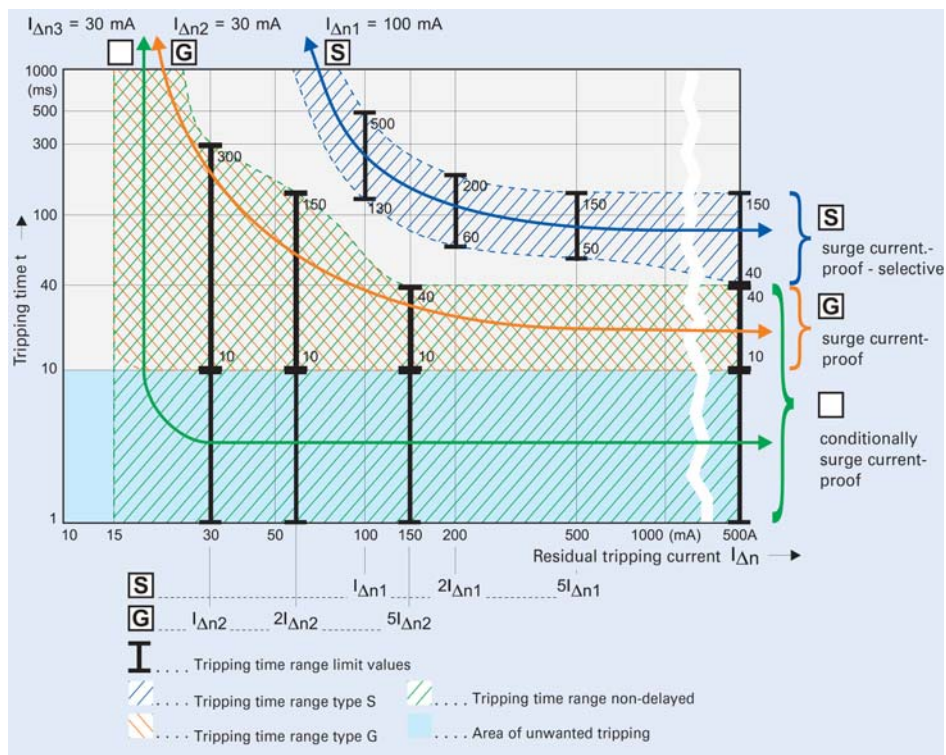 IΔn3 = 30 mA IΔn2 = 30 mA IΔn1 = 100 mA
G S
1000
(ms)
500
300
100
40
10
1
Tripping time t
500
300
200
150
150
150
130
60
50
40
40
40
10
10
10
10
10 15 30 50 100 150 200 500 1000 (mA) 500A
Residual tripping current IΔn
S
surge current.-
proof - selective
G
surge current-
proof
conditionally
surge current-
proof
S IΔn1 2IΔn1 5IΔn1
G IΔn2 2IΔn2 5IΔn2
.... Tripping time range limit values
.... Tripping time range type S
.... Tripping time range non-delayed
.... Tripping time range type G
.... Area of unwanted tripping